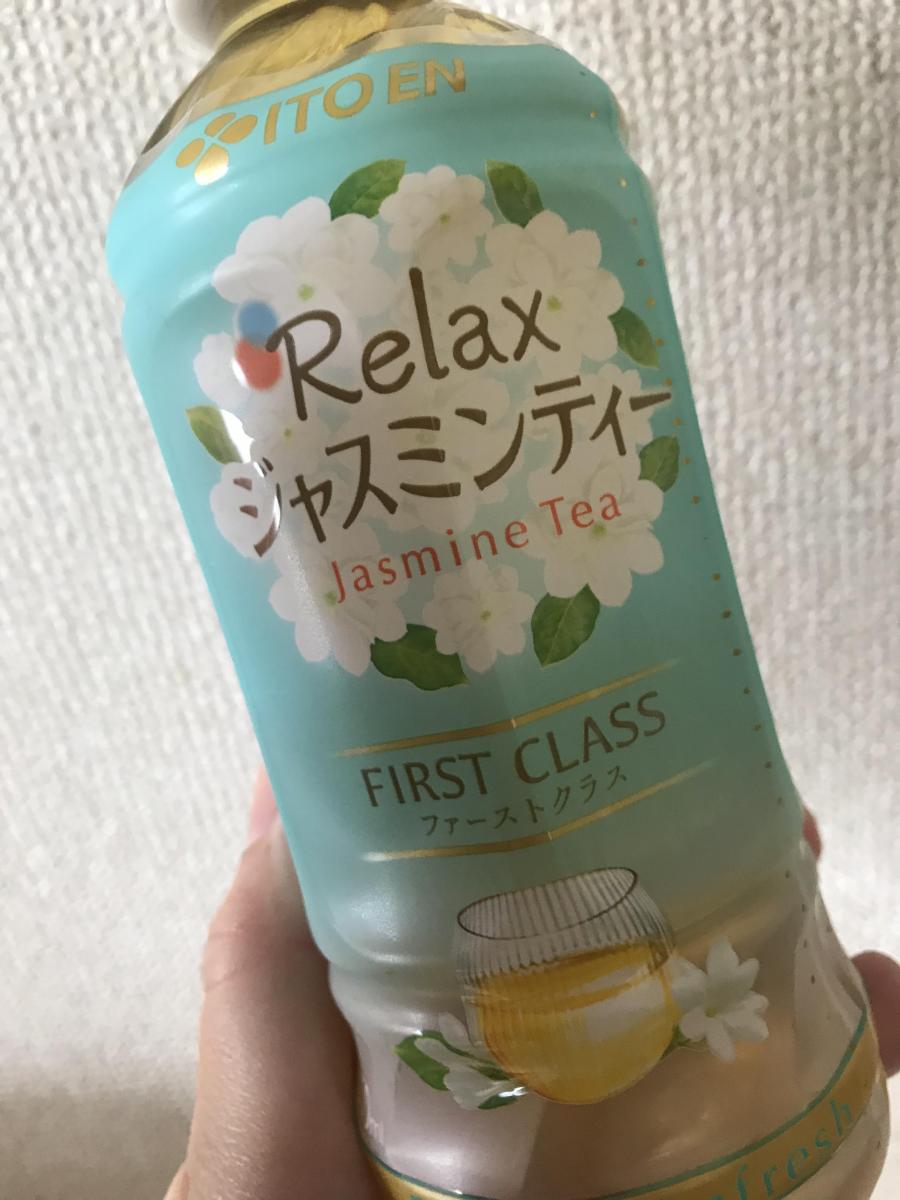 ITO EN
Relax
ジャスミンティー
Jasmine Tea
FIRST CLASS
ファーストクラス